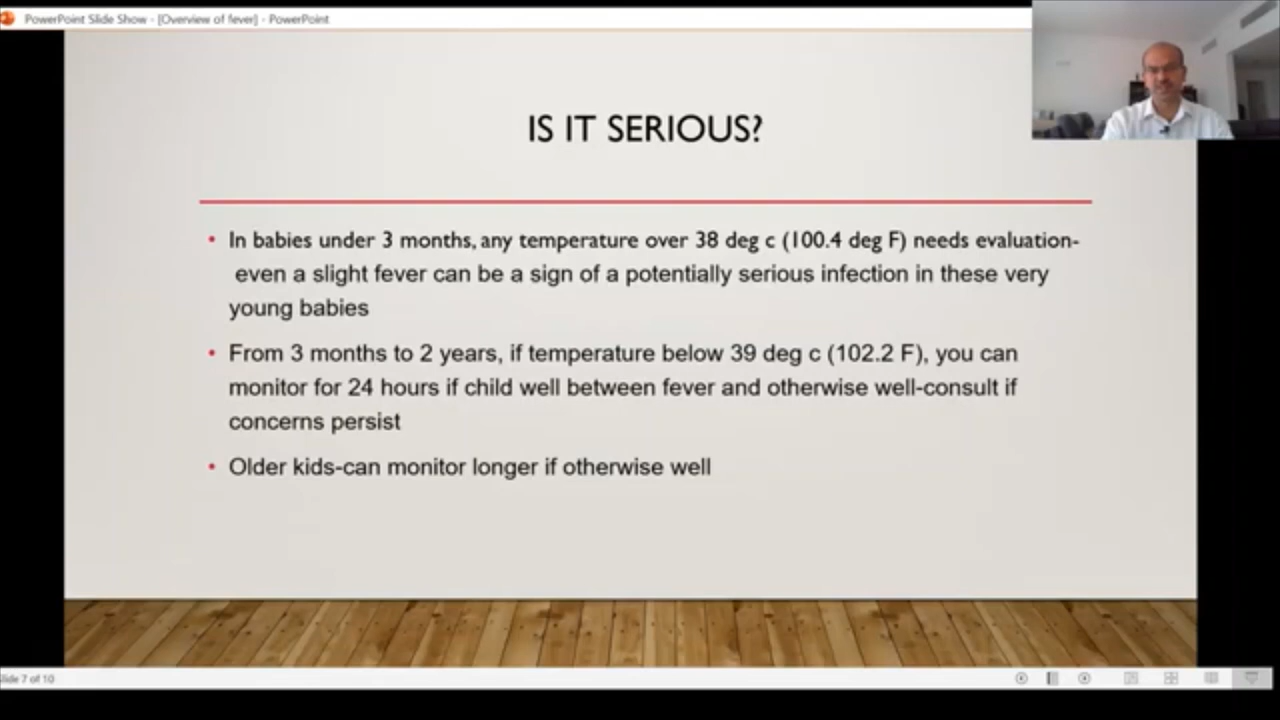 PowerPoint Slide Show - [Overview of fever] - PowerPoint
IS IT SERIOUS?
• In babies under 3 months, any temperature over 38 deg c (100.4 deg F) needs evaluation-
even a slight fever can be a sign of a potentially serious infection in these very
young babies
• From 3 months to 2 years, if temperature below 39 deg c (102.2 F), you can
monitor for 24 hours if child well between fever and otherwise well-consult if
concerns persist
• Older kids-can monitor longer if otherwise well
lide 7 of 10